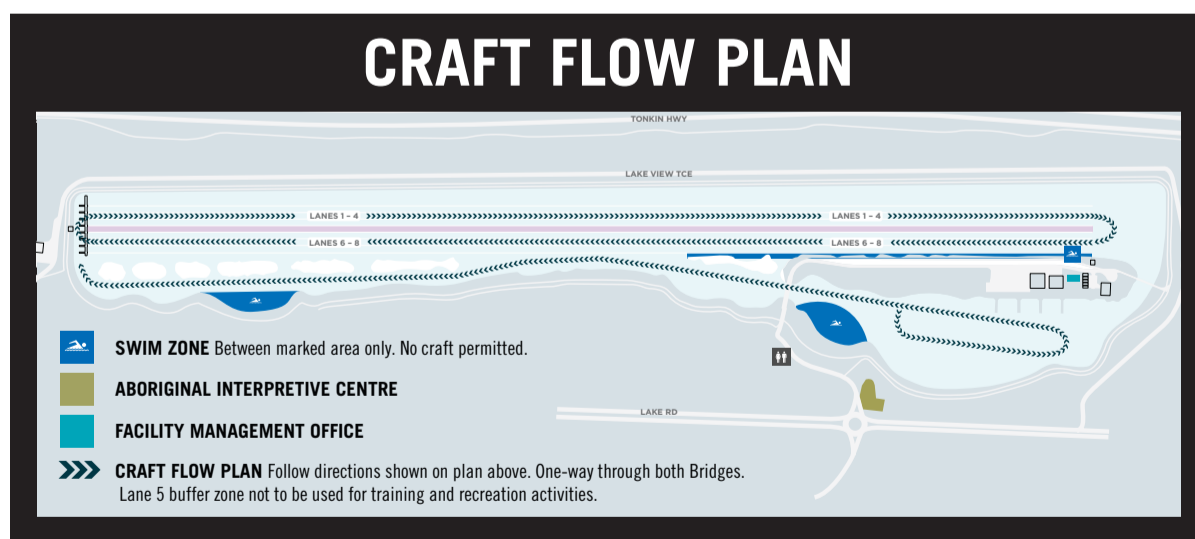 CRAFT FLOW PLAN
TONKIN HWY
LAKE VIEW TCE
LANES 1 – 4
LANES 1 – 4
LANES 6 – 8
LANES 6 – 8
SWIM ZONE Between marked area only. No craft permitted.
ABORIGINAL INTERPRETIVE CENTRE
LAKE RD
FACILITY MANAGEMENT OFFICE
CRAFT FLOW PLAN Follow directions shown on plan above. One-way through both Bridges.
Lane 5 buffer zone not to be used for training and recreation activities.